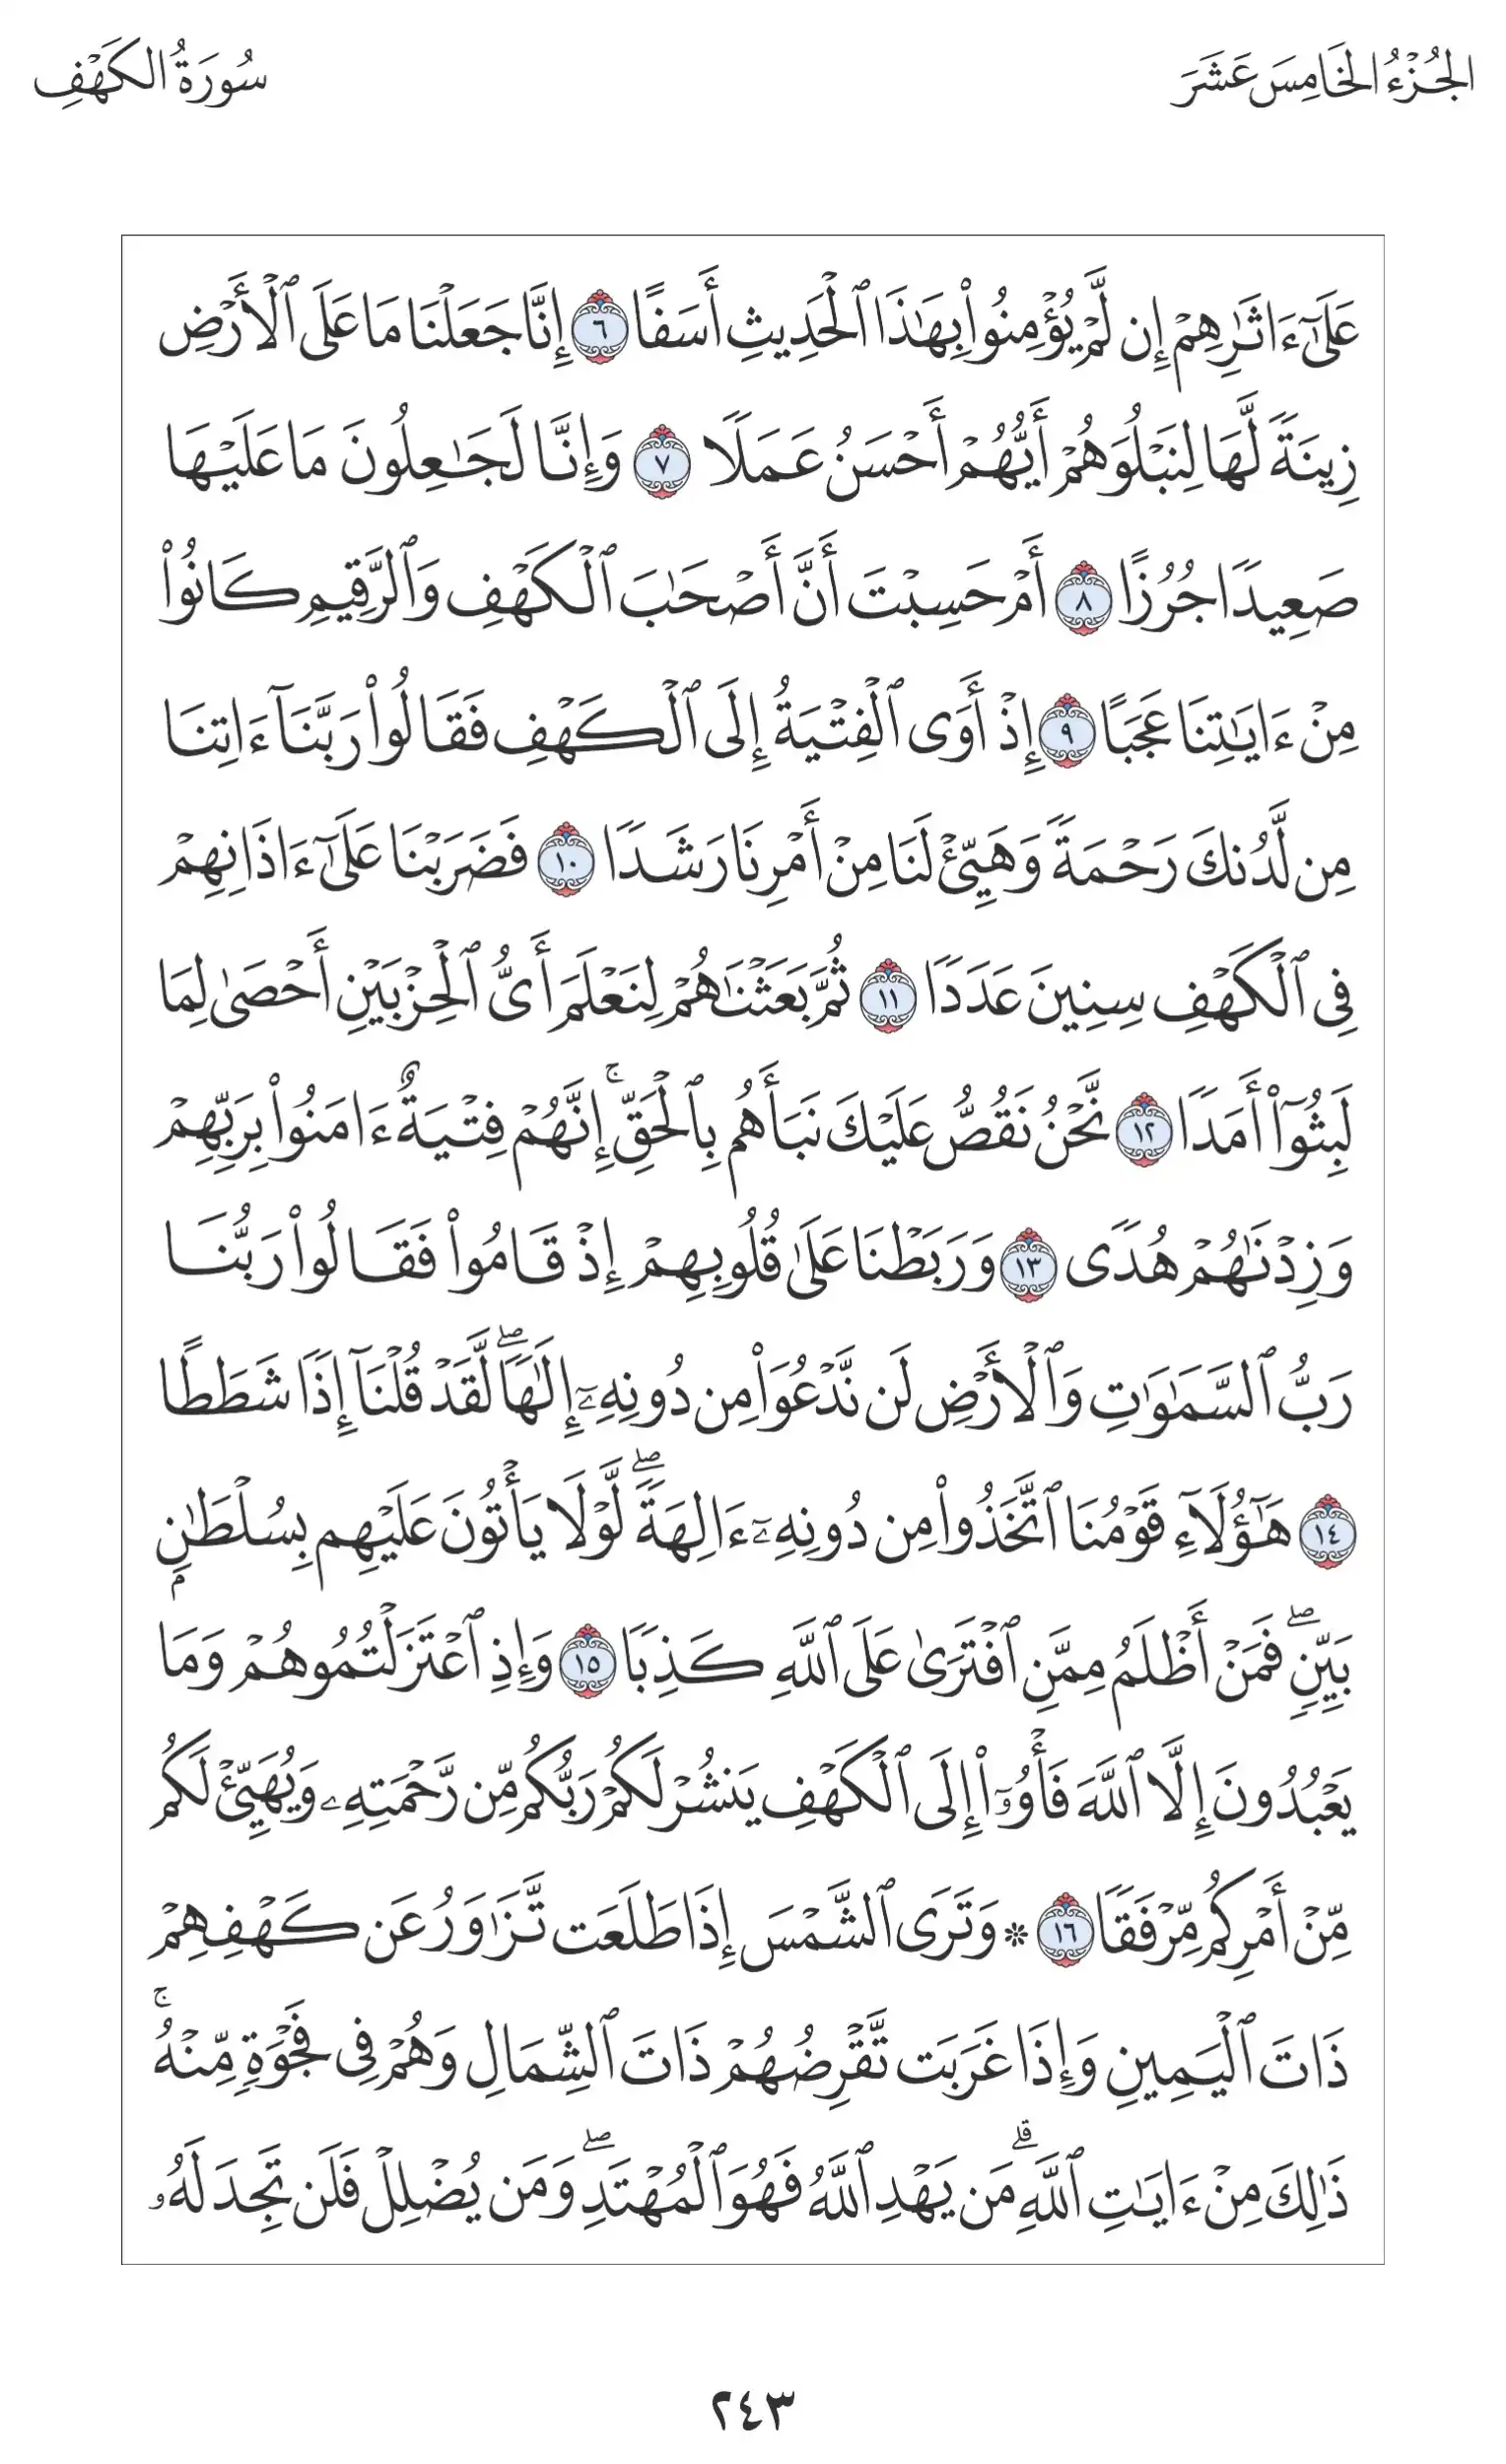 الجُزْءُ الخَامِسَ عَشَرَ
سُورَةُ الكَهْفِ
عَلَىٰٓ ءَاثَٰرِهِمْ إِن لَّمْ يُؤْمِنُوا۟ بِهَٰذَا ٱلْحَدِيثِ أَسَفًا ٦ إِنَّا جَعَلْنَا مَا عَلَى ٱلْأَرْضِ
زِينَةً لَّهَا لِنَبْلُوَهُمْ أَيُّهُمْ أَحْسَنُ عَمَلًا ٧ وَإِنَّا لَجَٰعِلُونَ مَا عَلَيْهَا
صَعِيدًا جُرُزًا ٨ أَمْ حَسِبْتَ أَنَّ أَصْحَٰبَ ٱلْكَهْفِ وَٱلرَّقِيمِ كَانُوا۟
مِنْ ءَايَٰتِنَا عَجَبًا ٩ إِذْ أَوَى ٱلْفِتْيَةُ إِلَى ٱلْكَهْفِ فَقَالُوا۟ رَبَّنَآ ءَاتِنَا
مِن لَّدُنكَ رَحْمَةً وَهَيِّئْ لَنَا مِنْ أَمْرِنَا رَشَدًا ١٠ فَضَرَبْنَا عَلَىٰٓ ءَاذَانِهِمْ
فِى ٱلْكَهْفِ سِنِينَ عَدَدًا ١١ ثُمَّ بَعَثْنَٰهُمْ لِنَعْلَمَ أَىُّ ٱلْحِزْبَيْنِ أَحْصَىٰ لِمَا
لَبِثُوٓا۟ أَمَدًا ١٢ نَّحْنُ نَقُصُّ عَلَيْكَ نَبَأَهُم بِٱلْحَقِّ ۚ إِنَّهُمْ فِتْيَةٌ ءَامَنُوا۟ بِرَبِّهِمْ
وَزِدْنَٰهُمْ هُدًى ١٣ وَرَبَطْنَا عَلَىٰ قُلُوبِهِمْ إِذْ قَامُوا۟ فَقَالُوا۟ رَبُّنَا
رَبُّ ٱلسَّمَٰوَٰتِ وَٱلْأَرْضِ لَن نَّدْعُوَا۟ مِن دُونِهِۦٓ إِلَٰهًا ۖ لَّقَدْ قُلْنَآ إِذًا شَطَطًا
١٤ هَٰٓؤُلَآءِ قَوْمُنَا ٱتَّخَذُوا۟ مِن دُونِهِۦٓ ءَالِهَةً ۖ لَّوْلَا يَأْتُونَ عَلَيْهِم بِسُلْطَٰنٍۭ
بَيِّنٍ ۖ فَمَنْ أَظْلَمُ مِمَّنِ ٱفْتَرَىٰ عَلَى ٱللَّهِ كَذِبًا ١٥ وَإِذِ ٱعْتَزَلْتُمُوهُمْ وَمَا
يَعْبُدُونَ إِلَّا ٱللَّهَ فَأْوُۥٓا۟ إِلَى ٱلْكَهْفِ يَنشُرْ لَكُمْ رَبُّكُم مِّن رَّحْمَتِهِۦ وَيُهَيِّئْ لَكُم
مِّنْ أَمْرِكُم مِّرْفَقًا ١٦ * وَتَرَى ٱلشَّمْسَ إِذَا طَلَعَت تَّزَٰوَرُ عَن كَهْفِهِمْ
ذَاتَ ٱلْيَمِينِ وَإِذَا غَرَبَت تَّقْرِضُهُمْ ذَاتَ ٱلشِّمَالِ وَهُمْ فِى فَجْوَةٍ مِّنْهُ ۚ
ذَٰلِكَ مِنْ ءَايَٰتِ ٱللَّهِ ۗ مَن يَهْدِ ٱللَّهُ فَهُوَ ٱلْمُهْتَدِ ۖ وَمَن يُضْلِلْ فَلَن تَجِدَ لَهُۥ
٢٤٣